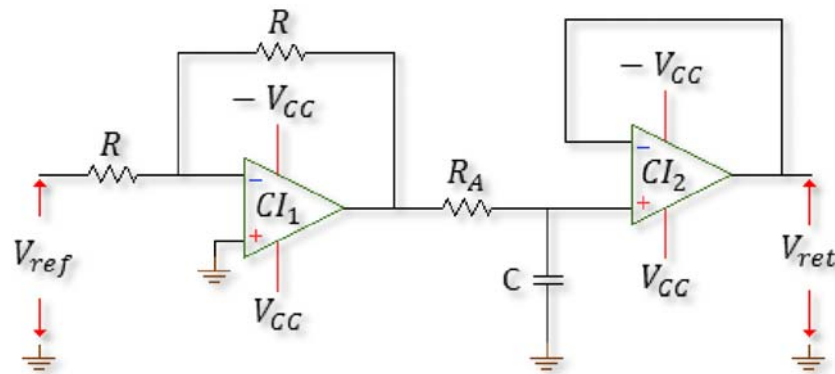 R
− V_CC
− V_CC
R
−
−
R_A
CI_1
CI_2
+
+
V_ref
V_ret
C
V_CC
V_CC